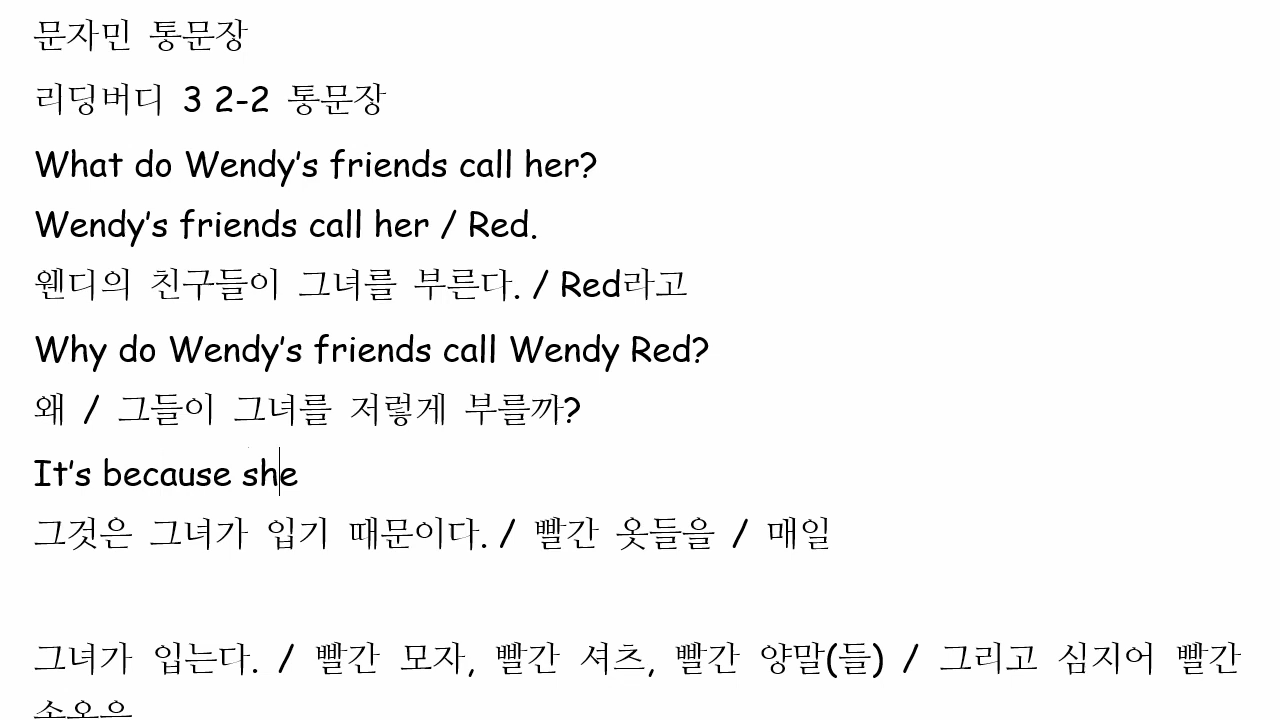 문자민 통문장
리딩버디 3 2-2 통문장
What do Wendy’s friends call her?
Wendy’s friends call her / Red.
웬디의 친구들이 그녀를 부른다. / Red라고
Why do Wendy’s friends call Wendy Red?
왜 / 그들이 그녀를 저렇게 부를까?
It’s because she
그것은 그녀가 입기 때문이다. / 빨간 옷들을 / 매일
그녀가 입는다. / 빨간 모자, 빨간 셔츠, 빨간 양말(들) / 그리고 심지어 빨간